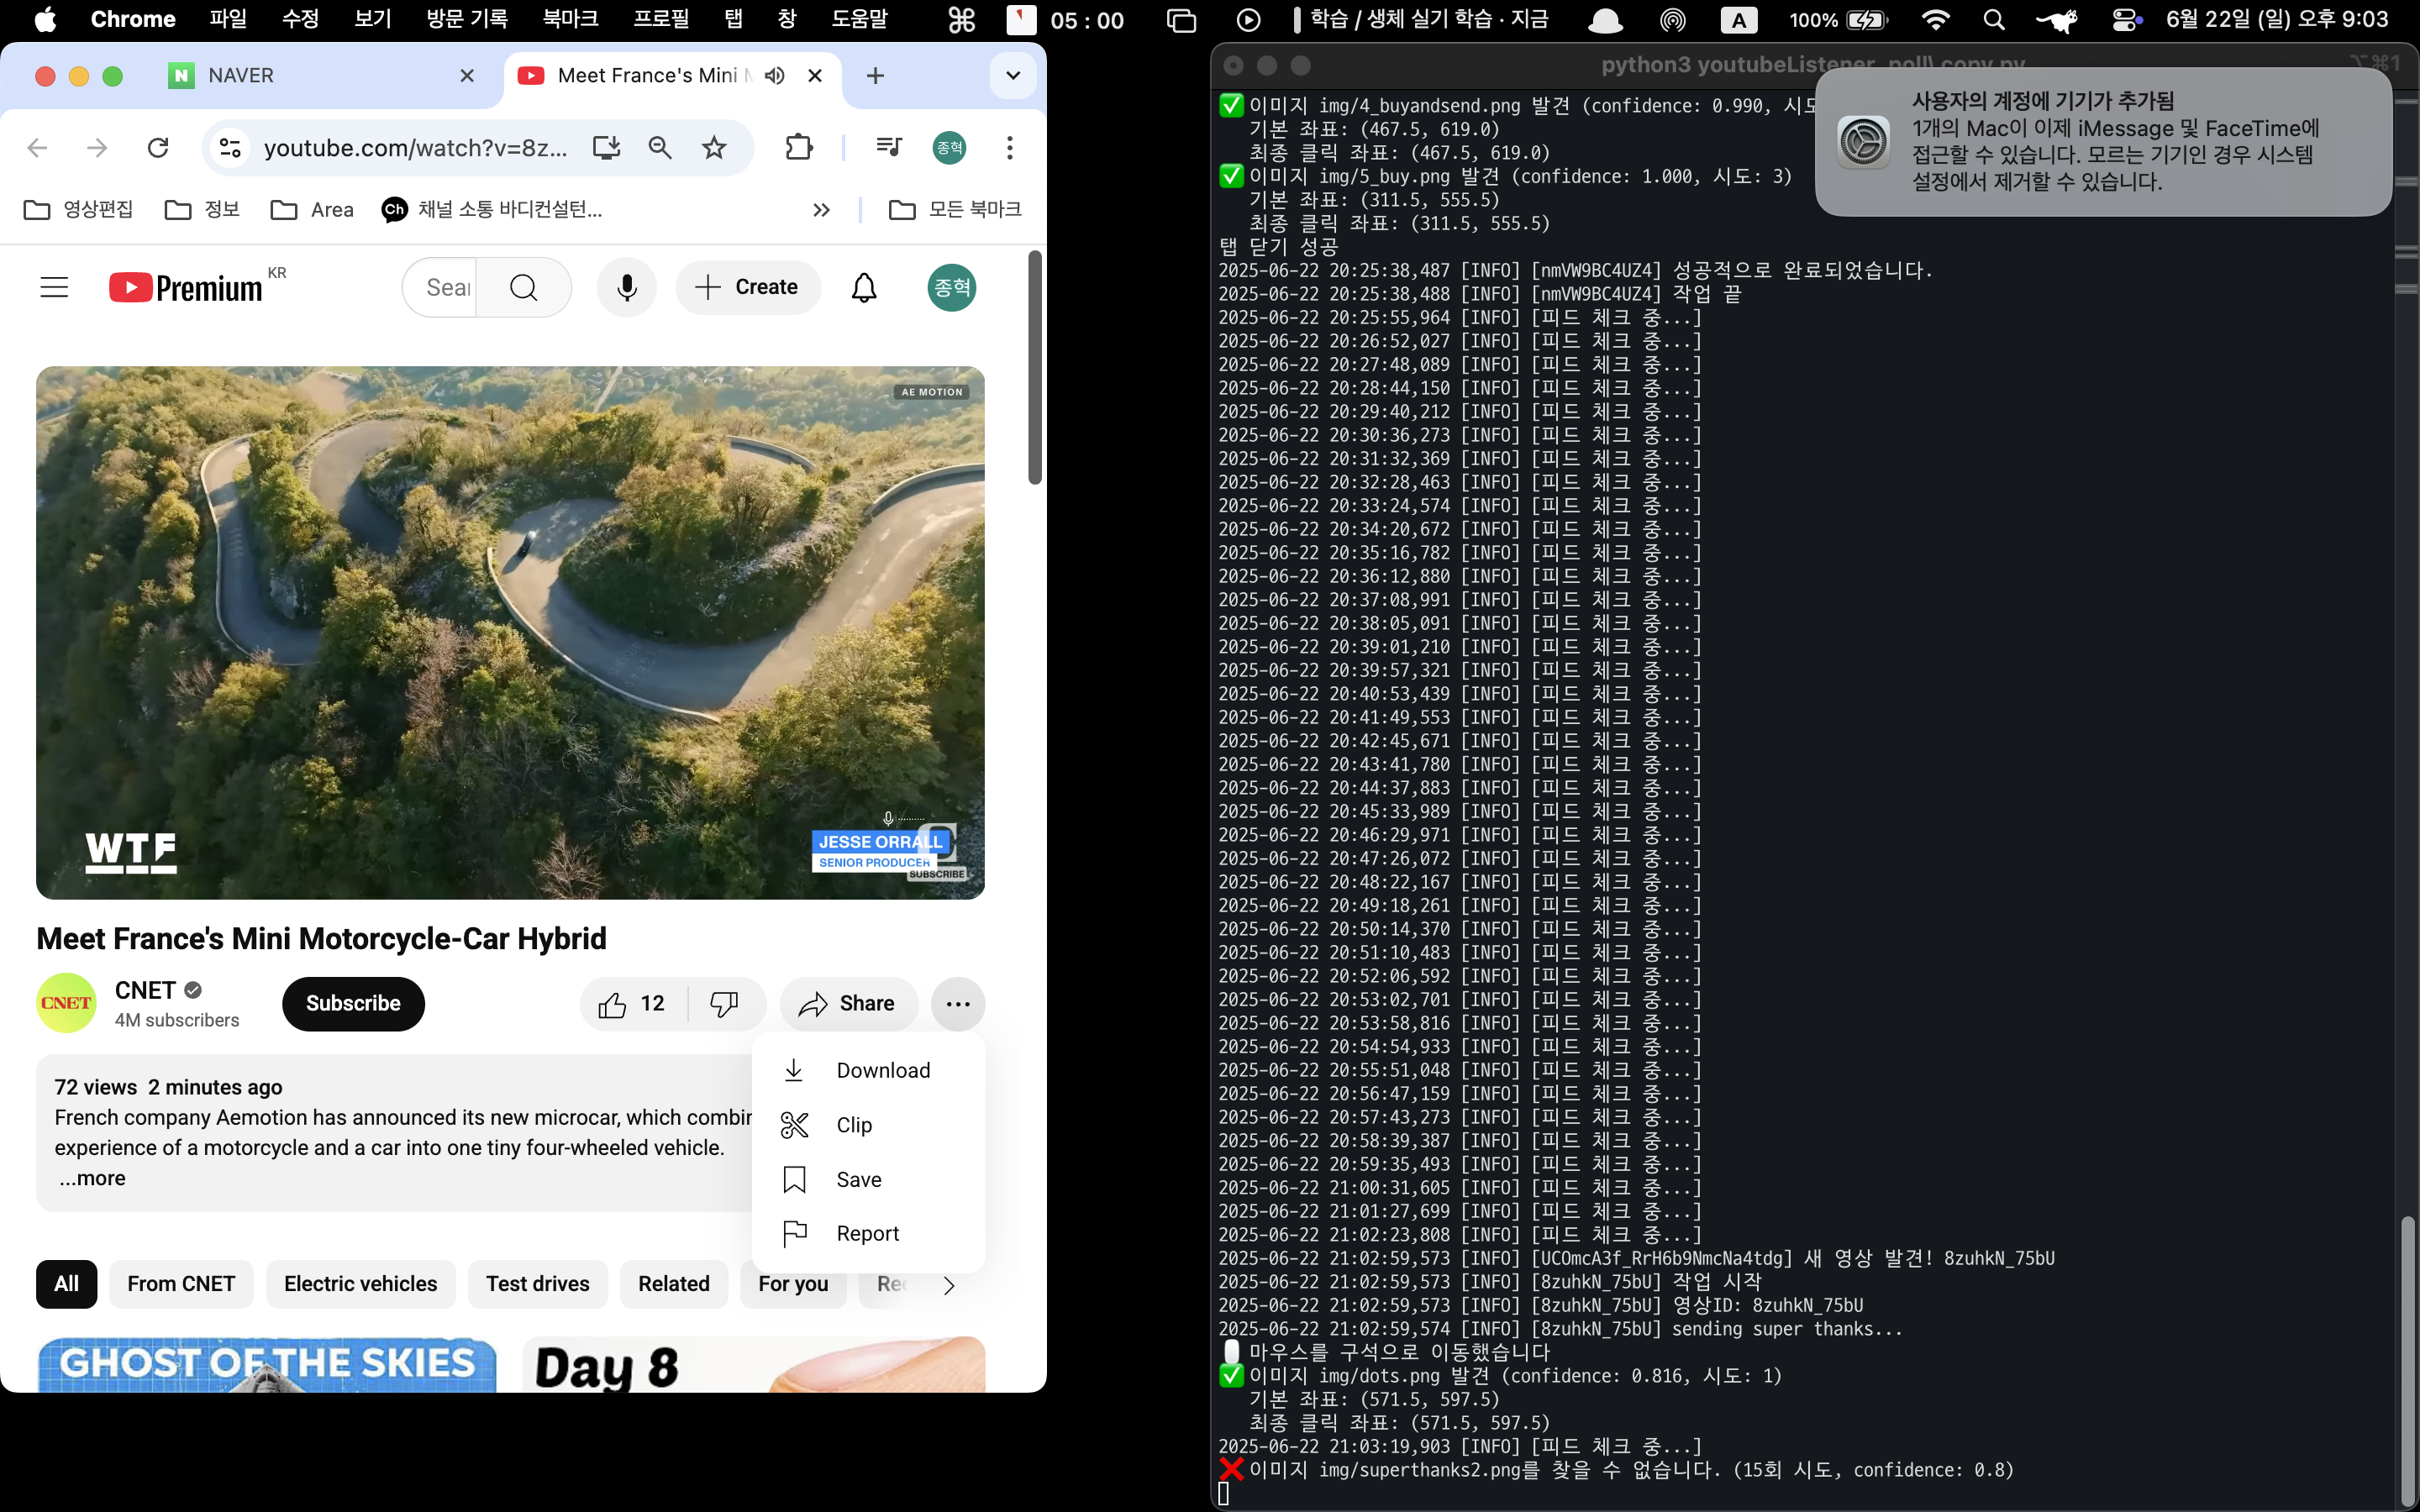 Chrome 파일 수정 보기 방문 기록 북마크 프로필 탭 창 도움말 05 : 00 학습 / 생체 실기 학습 · 지금 A 100% 6월 22일 (일) 오후 9:03
NAVER
Meet France's Mini M
youtube.com/watch?v=8z...
종혁
영상편집 정보 Area Ch 채널 소통 바디컨설턴... 모든 북마크
Premium KR
Sear
Create
종혁
AE MOTION
WTF
JESSE ORRALL
SENIOR PRODUCER
SUBSCRIBE
Meet France's Mini Motorcycle-Car Hybrid
CNET
CNET
4M subscribers
Subscribe
12
Share
Download
Clip
Save
Report
72 views 2 minutes ago
French company Aemotion has announced its new microcar, which combin
experience of a motorcycle and a car into one tiny four-wheeled vehicle.
...more
All From CNET Electric vehicles Test drives Related For you Rec
GHOST OF THE SKIES
Day 8
python3 youtubeListener_poll\ copy.py
⌥⌘1
사용자의 계정에 기기가 추가됨
1개의 Mac이 이제 iMessage 및 FaceTime에
접근할 수 있습니다. 모르는 기기인 경우 시스템
설정에서 제거할 수 있습니다.
✅ 이미지 img/4_buyandsend.png 발견 (confidence: 0.990, 시도
기본 좌표: (467.5, 619.0)
최종 클릭 좌표: (467.5, 619.0)
✅ 이미지 img/5_buy.png 발견 (confidence: 1.000, 시도: 3)
기본 좌표: (311.5, 555.5)
최종 클릭 좌표: (311.5, 555.5)
탭 닫기 성공
2025-06-22 20:25:38,487 [INFO] [nmVW9BC4UZ4] 성공적으로 완료되었습니다.
2025-06-22 20:25:38,488 [INFO] [nmVW9BC4UZ4] 작업 끝
2025-06-22 20:25:55,964 [INFO] [피드 체크 중...]
2025-06-22 20:26:52,027 [INFO] [피드 체크 중...]
2025-06-22 20:27:48,089 [INFO] [피드 체크 중...]
2025-06-22 20:28:44,150 [INFO] [피드 체크 중...]
2025-06-22 20:29:40,212 [INFO] [피드 체크 중...]
2025-06-22 20:30:36,273 [INFO] [피드 체크 중...]
2025-06-22 20:31:32,369 [INFO] [피드 체크 중...]
2025-06-22 20:32:28,463 [INFO] [피드 체크 중...]
2025-06-22 20:33:24,574 [INFO] [피드 체크 중...]
2025-06-22 20:34:20,672 [INFO] [피드 체크 중...]
2025-06-22 20:35:16,782 [INFO] [피드 체크 중...]
2025-06-22 20:36:12,880 [INFO] [피드 체크 중...]
2025-06-22 20:37:08,991 [INFO] [피드 체크 중...]
2025-06-22 20:38:05,091 [INFO] [피드 체크 중...]
2025-06-22 20:39:01,210 [INFO] [피드 체크 중...]
2025-06-22 20:39:57,321 [INFO] [피드 체크 중...]
2025-06-22 20:40:53,439 [INFO] [피드 체크 중...]
2025-06-22 20:41:49,553 [INFO] [피드 체크 중...]
2025-06-22 20:42:45,671 [INFO] [피드 체크 중...]
2025-06-22 20:43:41,780 [INFO] [피드 체크 중...]
2025-06-22 20:44:37,883 [INFO] [피드 체크 중...]
2025-06-22 20:45:33,989 [INFO] [피드 체크 중...]
2025-06-22 20:46:29,971 [INFO] [피드 체크 중...]
2025-06-22 20:47:26,072 [INFO] [피드 체크 중...]
2025-06-22 20:48:22,167 [INFO] [피드 체크 중...]
2025-06-22 20:49:18,261 [INFO] [피드 체크 중...]
2025-06-22 20:50:14,370 [INFO] [피드 체크 중...]
2025-06-22 20:51:10,483 [INFO] [피드 체크 중...]
2025-06-22 20:52:06,592 [INFO] [피드 체크 중...]
2025-06-22 20:53:02,701 [INFO] [피드 체크 중...]
2025-06-22 20:53:58,816 [INFO] [피드 체크 중...]
2025-06-22 20:54:54,933 [INFO] [피드 체크 중...]
2025-06-22 20:55:51,048 [INFO] [피드 체크 중...]
2025-06-22 20:56:47,159 [INFO] [피드 체크 중...]
2025-06-22 20:57:43,273 [INFO] [피드 체크 중...]
2025-06-22 20:58:39,387 [INFO] [피드 체크 중...]
2025-06-22 20:59:35,493 [INFO] [피드 체크 중...]
2025-06-22 21:00:31,605 [INFO] [피드 체크 중...]
2025-06-22 21:01:27,699 [INFO] [피드 체크 중...]
2025-06-22 21:02:23,808 [INFO] [피드 체크 중...]
2025-06-22 21:02:59,573 [INFO] [UCOmcA3f_RrH6b9NmcNa4tdg] 새 영상 발견! 8zuhkN_75bU
2025-06-22 21:02:59,573 [INFO] [8zuhkN_75bU] 작업 시작
2025-06-22 21:02:59,573 [INFO] [8zuhkN_75bU] 영상ID: 8zuhkN_75bU
2025-06-22 21:02:59,574 [INFO] [8zuhkN_75bU] sending super thanks...
마우스를 구석으로 이동했습니다
✅ 이미지 img/dots.png 발견 (confidence: 0.816, 시도: 1)
기본 좌표: (571.5, 597.5)
최종 클릭 좌표: (571.5, 597.5)
2025-06-22 21:03:19,903 [INFO] [피드 체크 중...]
❌ 이미지 img/superthanks2.png를 찾을 수 없습니다. (15회 시도, confidence: 0.8)